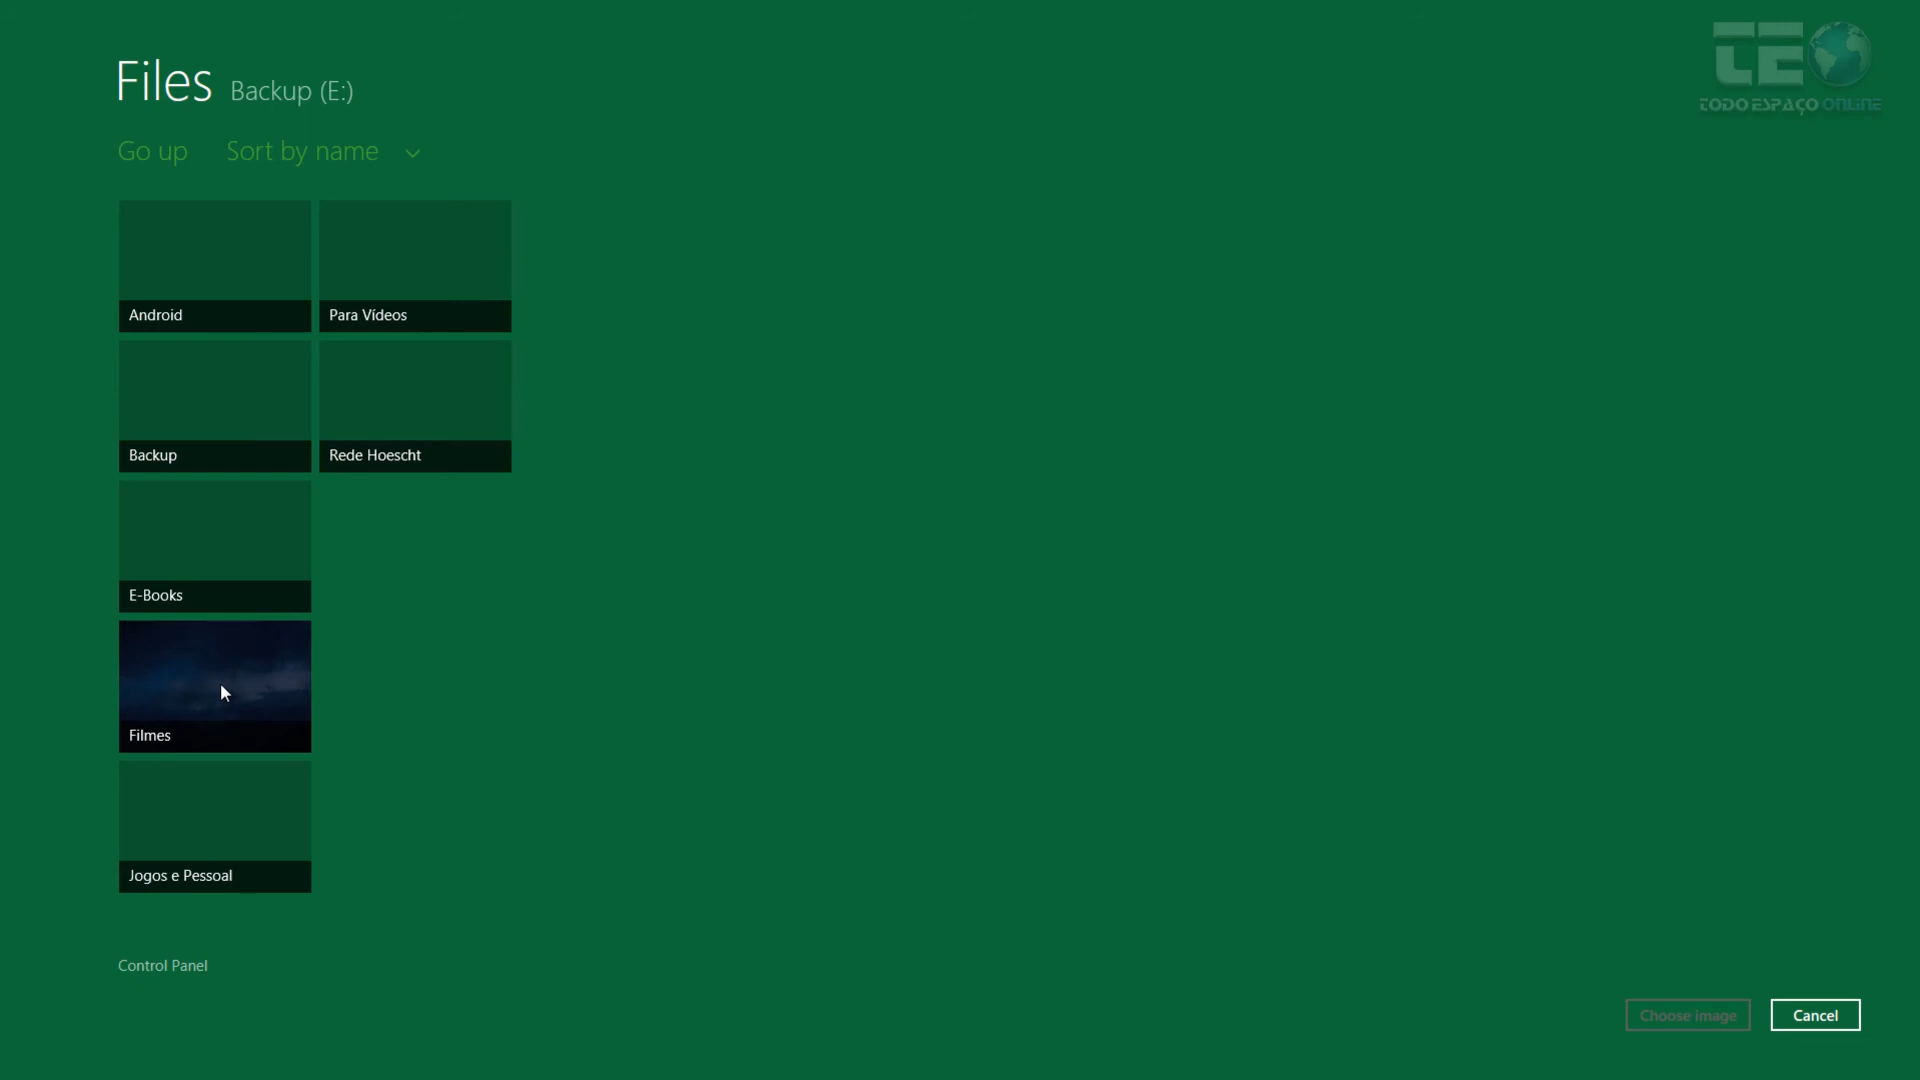 Files Backup (E:)
TEO
TODO ESPAÇO ONLINE
Go up Sort by name
Android
Para Vídeos
Backup
Rede Hoescht
E-Books
Filmes
Jogos e Pessoal
Control Panel
Choose image
Cancel